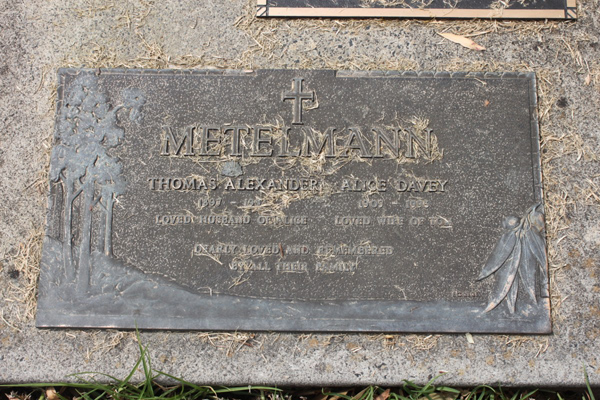 METELMANN
THOMAS ALEXANDER ALICE DAVEY
LOVED HUSBAND OF ALICE LOVED WIFE OF
DEARLY LOVED AND REMEMBERED
BY ALL THEIR FAMILY